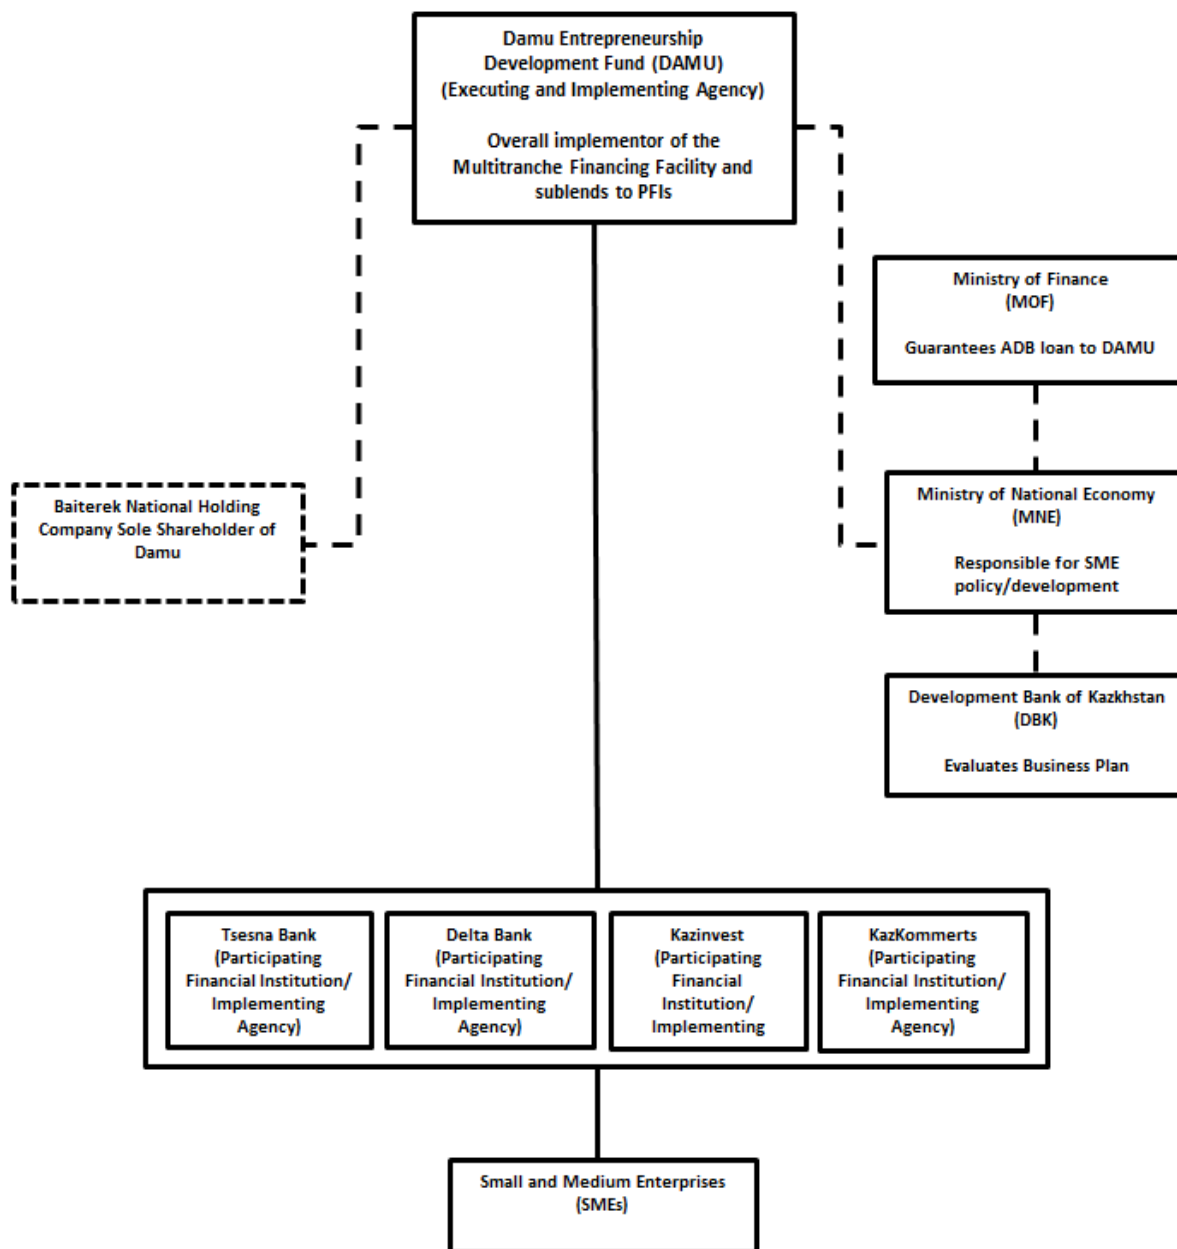 Damu Entrepreneurship
Development Fund (DAMU)
(Executing and Implementing Agency)
Overall implementor of the
Multitranche Financing Facility and
sublends to PFIs
Ministry of Finance
(MOF)
Guarantees ADB loan to DAMU
Baiterek National Holding
Company Sole Shareholder of
Damu
Ministry of National Economy
(MNE)
Responsible for SME
policy/development
Development Bank of Kazkhstan
(DBK)
Evaluates Business Plan
Tsesna Bank
(Participating
Financial Institution/
Implementing
Agency)
Delta Bank
(Participating
Financial Institution/
Implementing
Agency)
Kazinvest
(Participating
Financial
Institution/
Implementing
KazKommerts
(Participating
Financial Institution/
Implementing
Agency)
Small and Medium Enterprises
(SMEs)